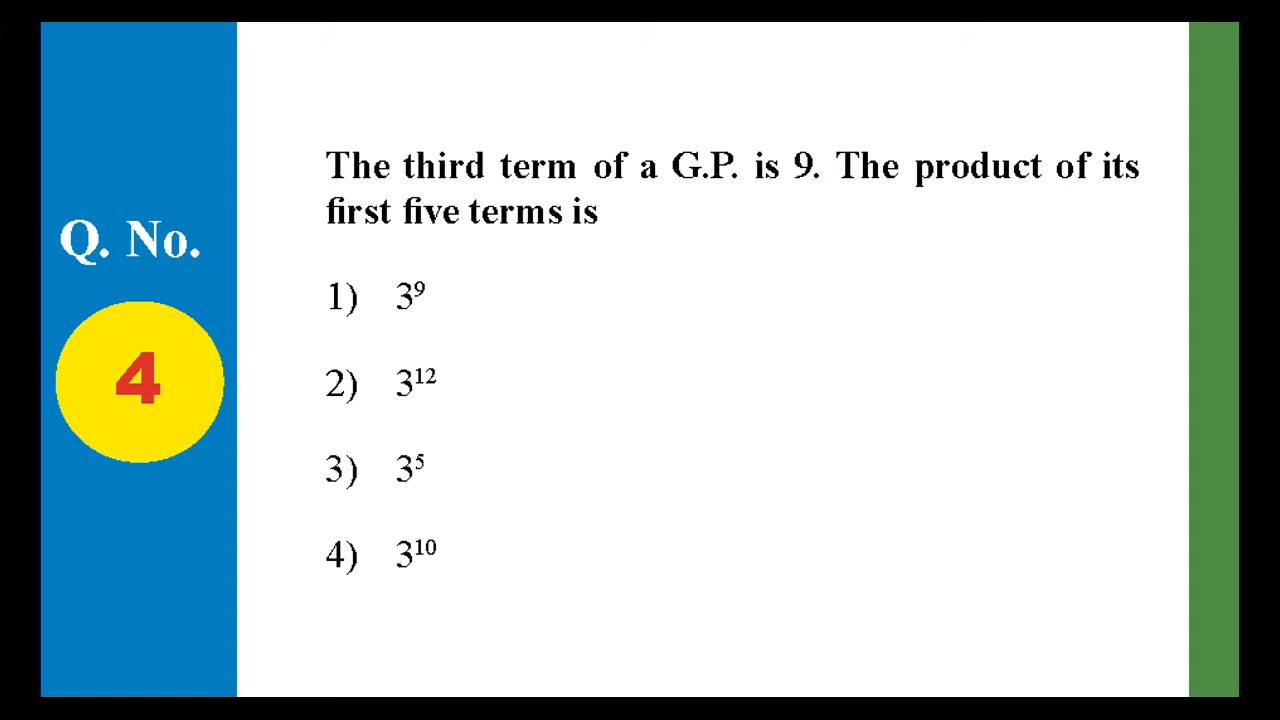 Q. No.
4
The third term of a G.P. is 9. The product of its
first five terms is
1) 3⁹
2) 3¹²
3) 3⁵
4) 3¹⁰